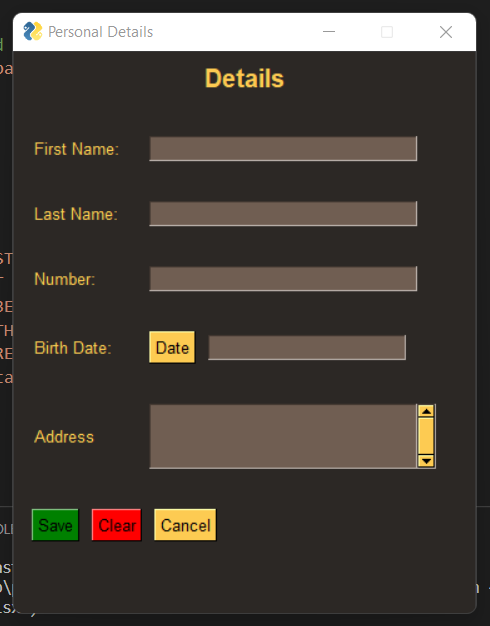 Personal Details
Details
First Name:
Last Name:
Number:
Birth Date: Date
Address
Save Clear Cancel